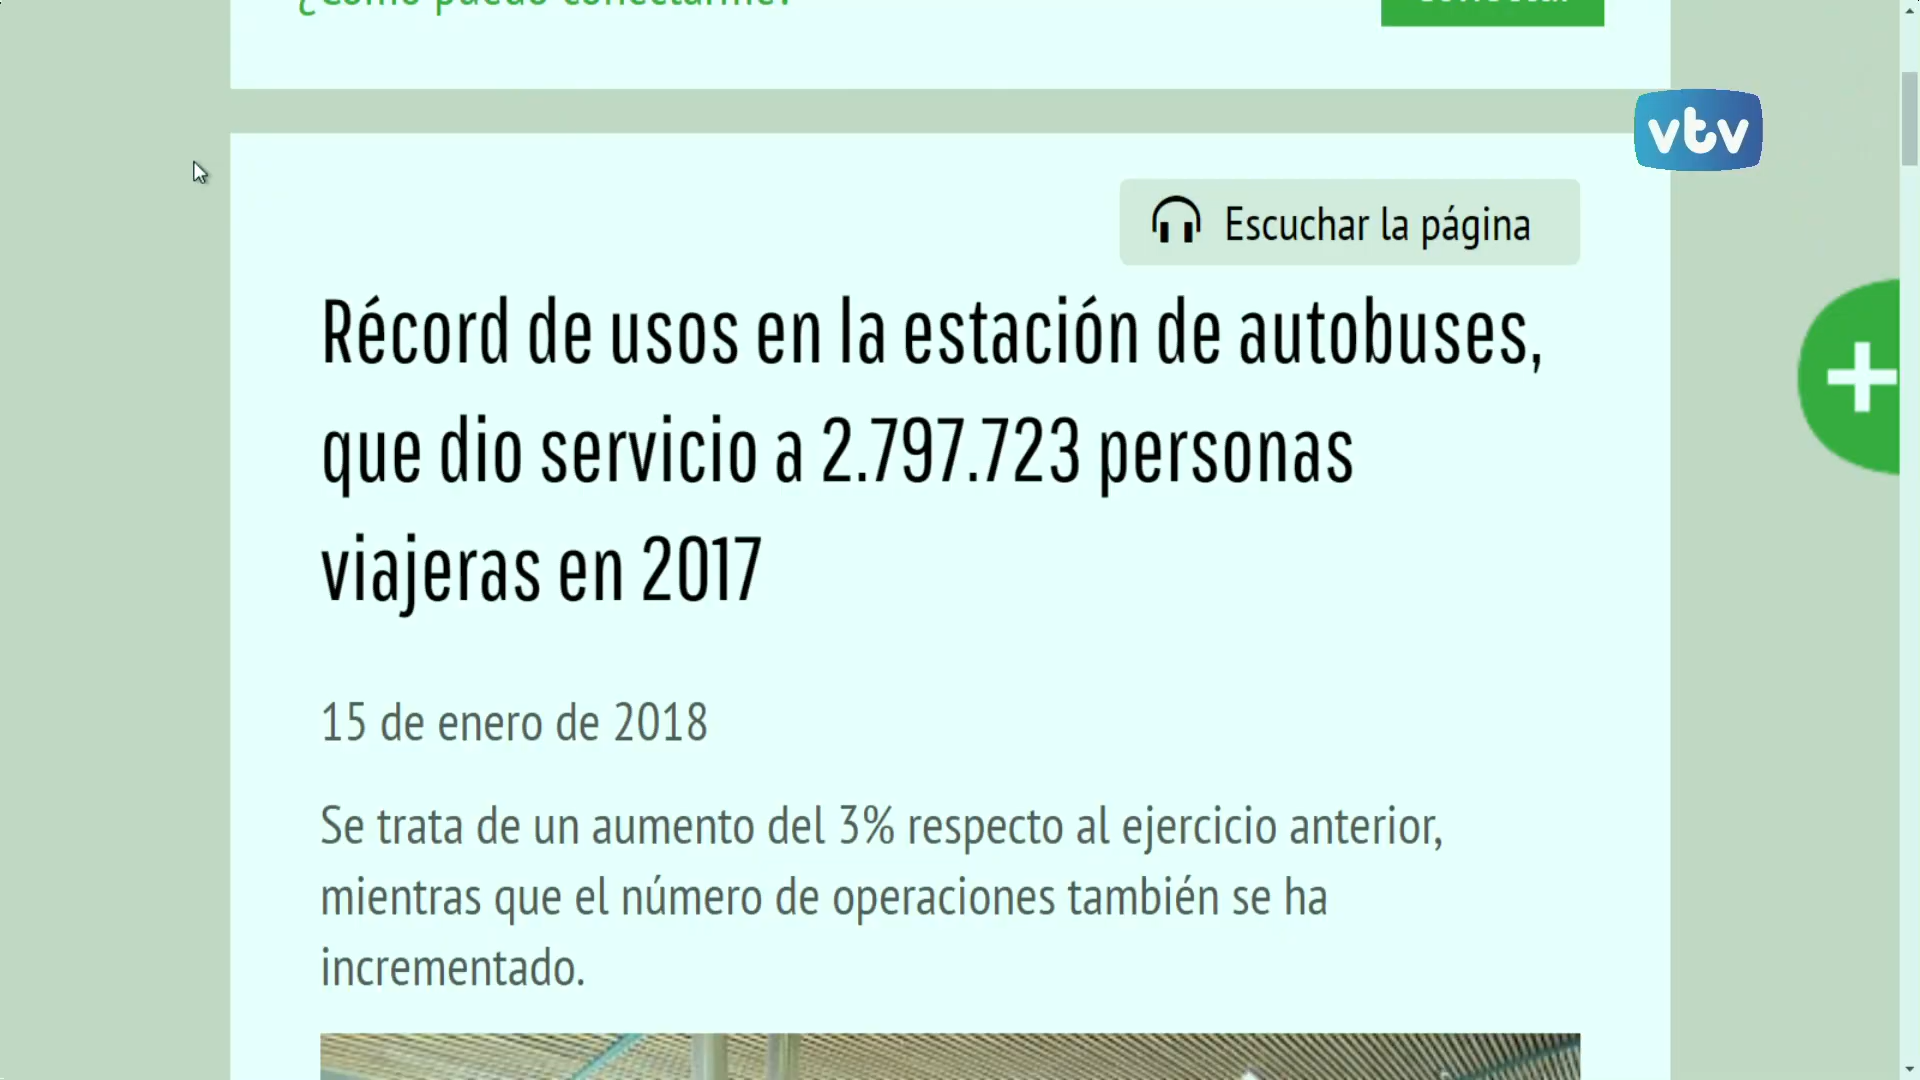 vtv
Escuchar la página
Récord de usos en la estación de autobuses,
que dio servicio a 2.797.723 personas
viajeras en 2017
15 de enero de 2018
Se trata de un aumento del 3% respecto al ejercicio anterior,
mientras que el número de operaciones también se ha
incrementado.